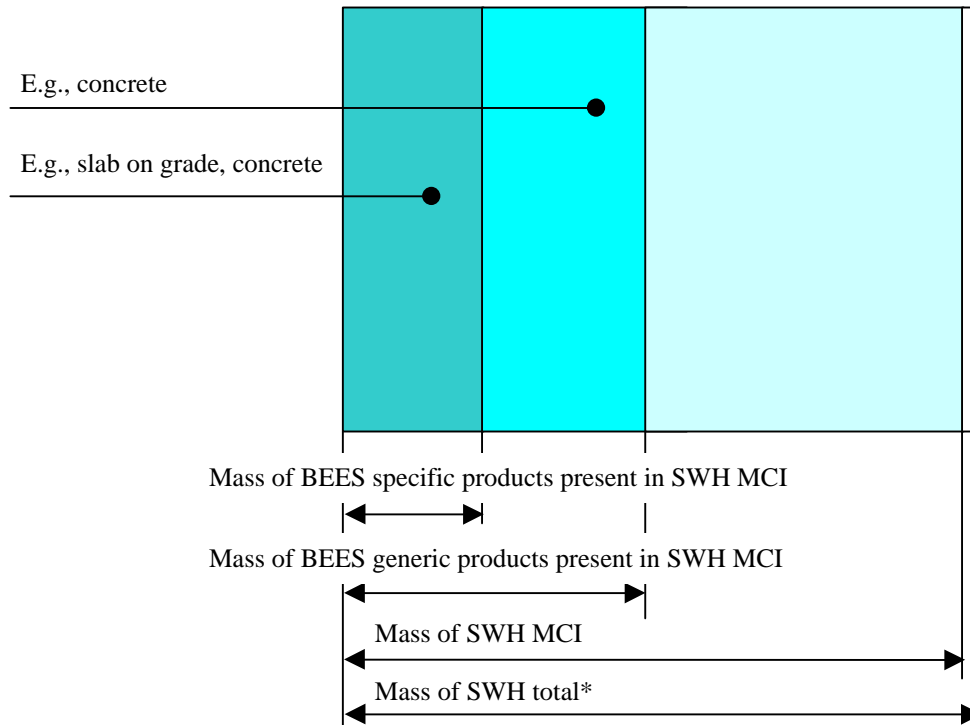 E.g., concrete
E.g., slab on grade, concrete
Mass of BEES specific products present in SWH MCI
Mass of BEES generic products present in SWH MCI
Mass of SWH MCI
Mass of SWH total*